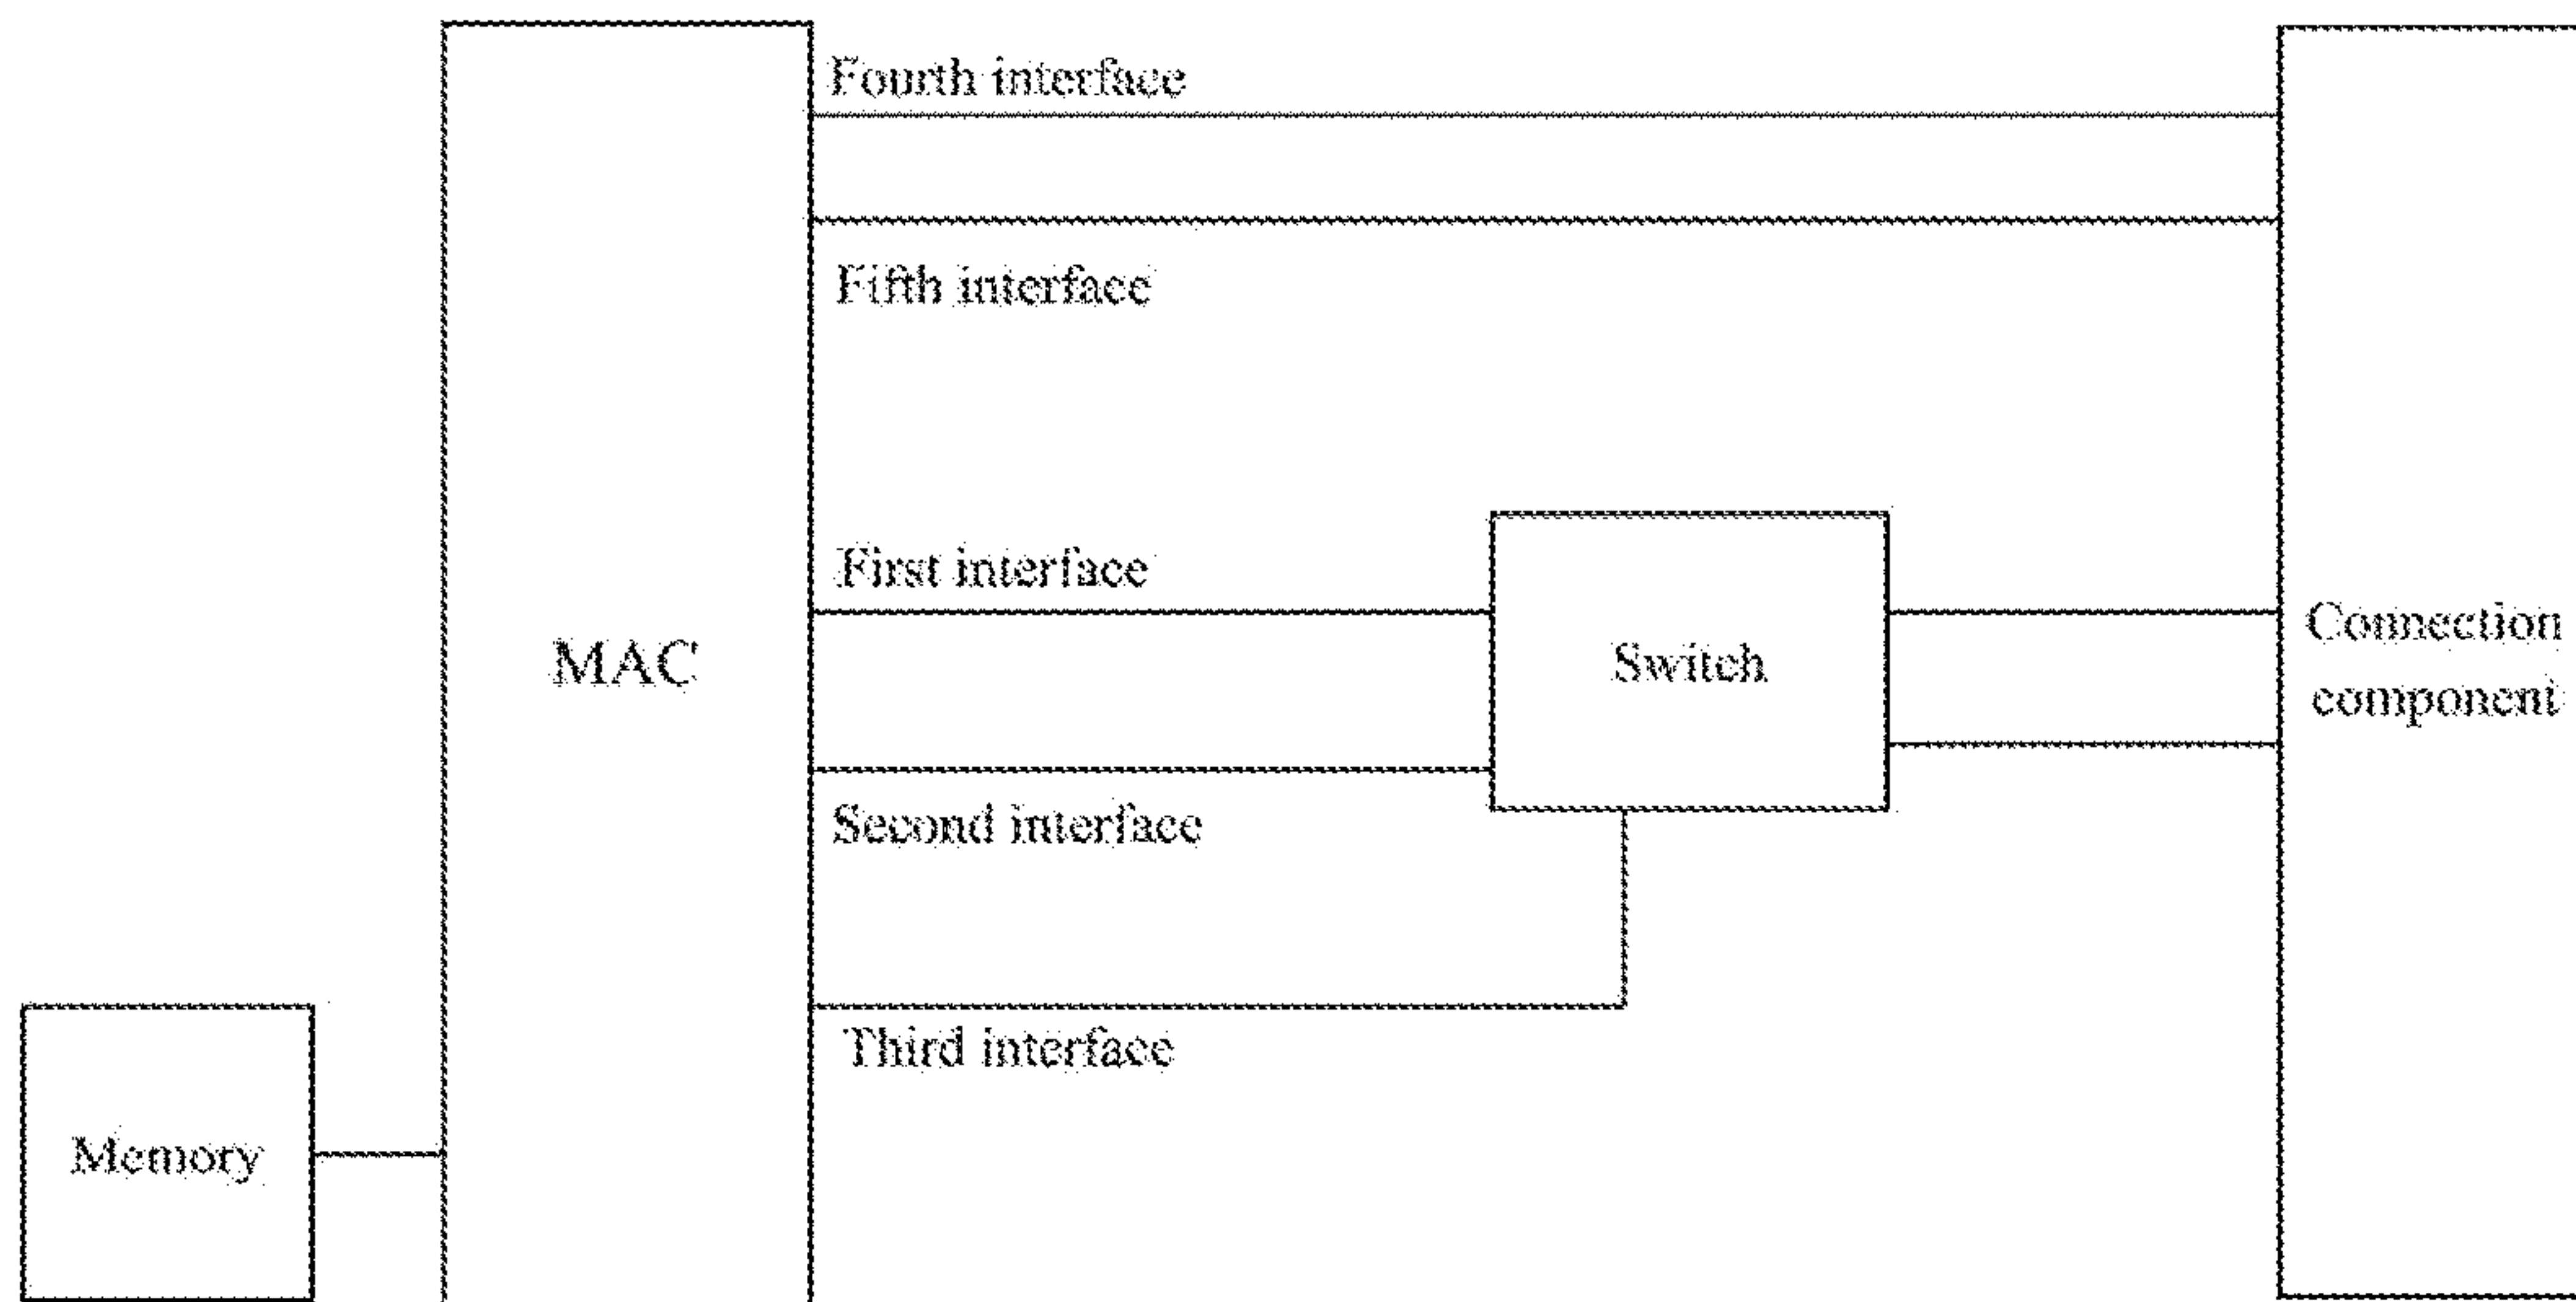 Fourth interface
Fifth interface
First interface
MAC
Switch
Connection
component
Second interface
Third interface
Memory